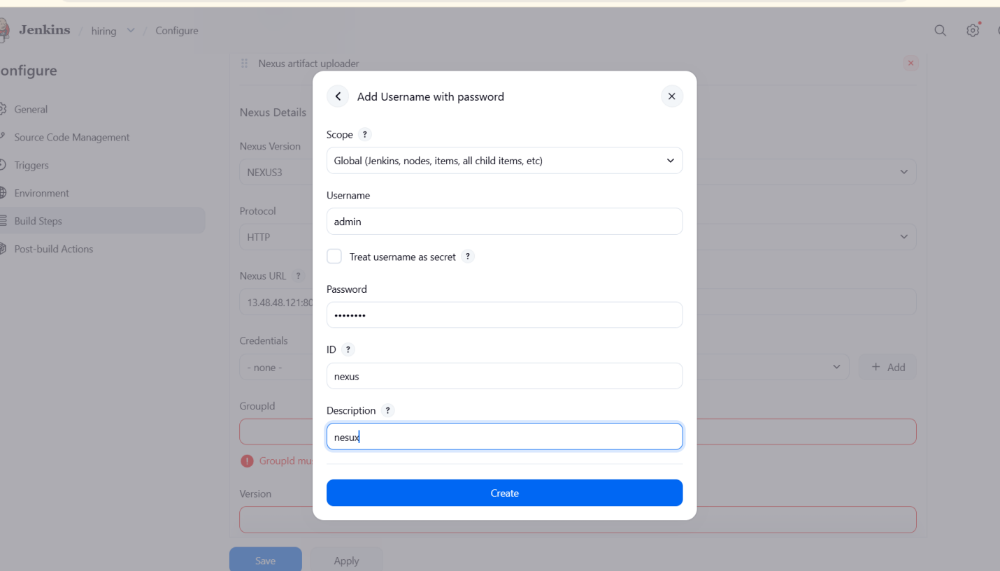 Jenkins / hiring / Configure
onfigure
General
Source Code Management
Triggers
Environment
Build Steps
Post-build Actions
Nexus artifact uploader
Nexus Details
Nexus Version
NEXUS3
Protocol
HTTP
Nexus URL ?
13.48.48.121:80
Credentials
- none -
+ Add
GroupId
GroupId mu
Version
Save
Apply
Add Username with password
Scope ?
Global (Jenkins, nodes, items, all child items, etc)
Username
admin
Treat username as secret ?
Password
••••••••
ID ?
nexus
Description ?
nesux
Create